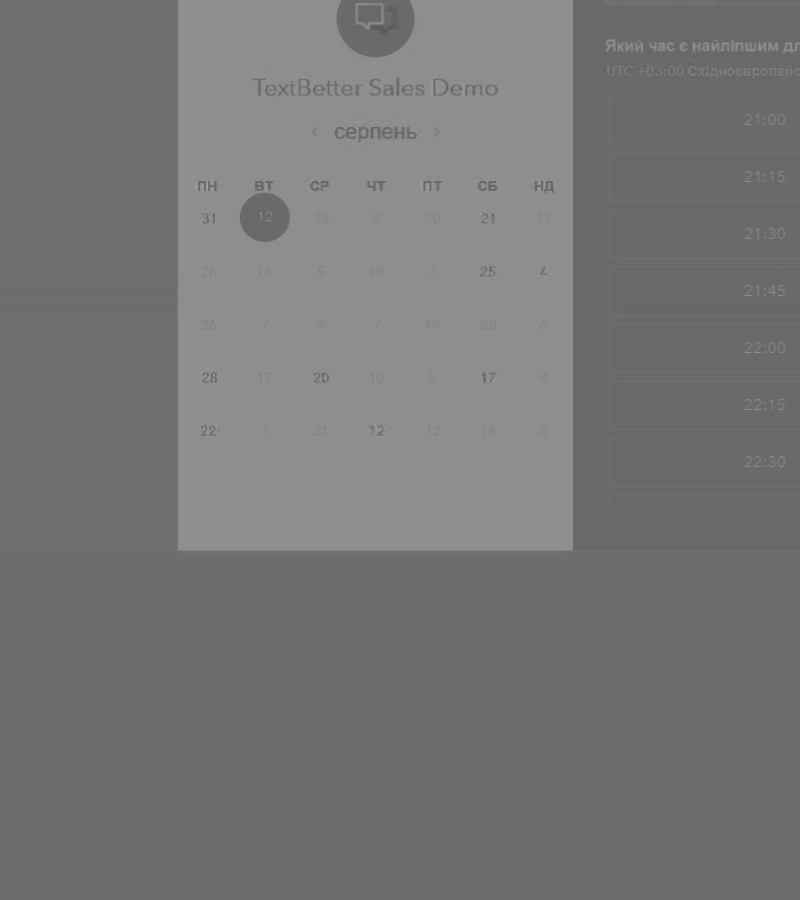 TextBetter Sales Demo
‹ серпень ›
ПН ВТ СР ЧТ ПТ СБ НД
31 12 13 8 20 21 17
26 16 5 10 7 25 4
26 7 9 7 19 28 6
28 17 20 10 6 17 4
22 7 31 12 12 16 8
Який час є найліпшим дл
UTC +03:00 Східноєвропейс
21:00
21:15
21:30
21:45
22:00
22:15
22:30